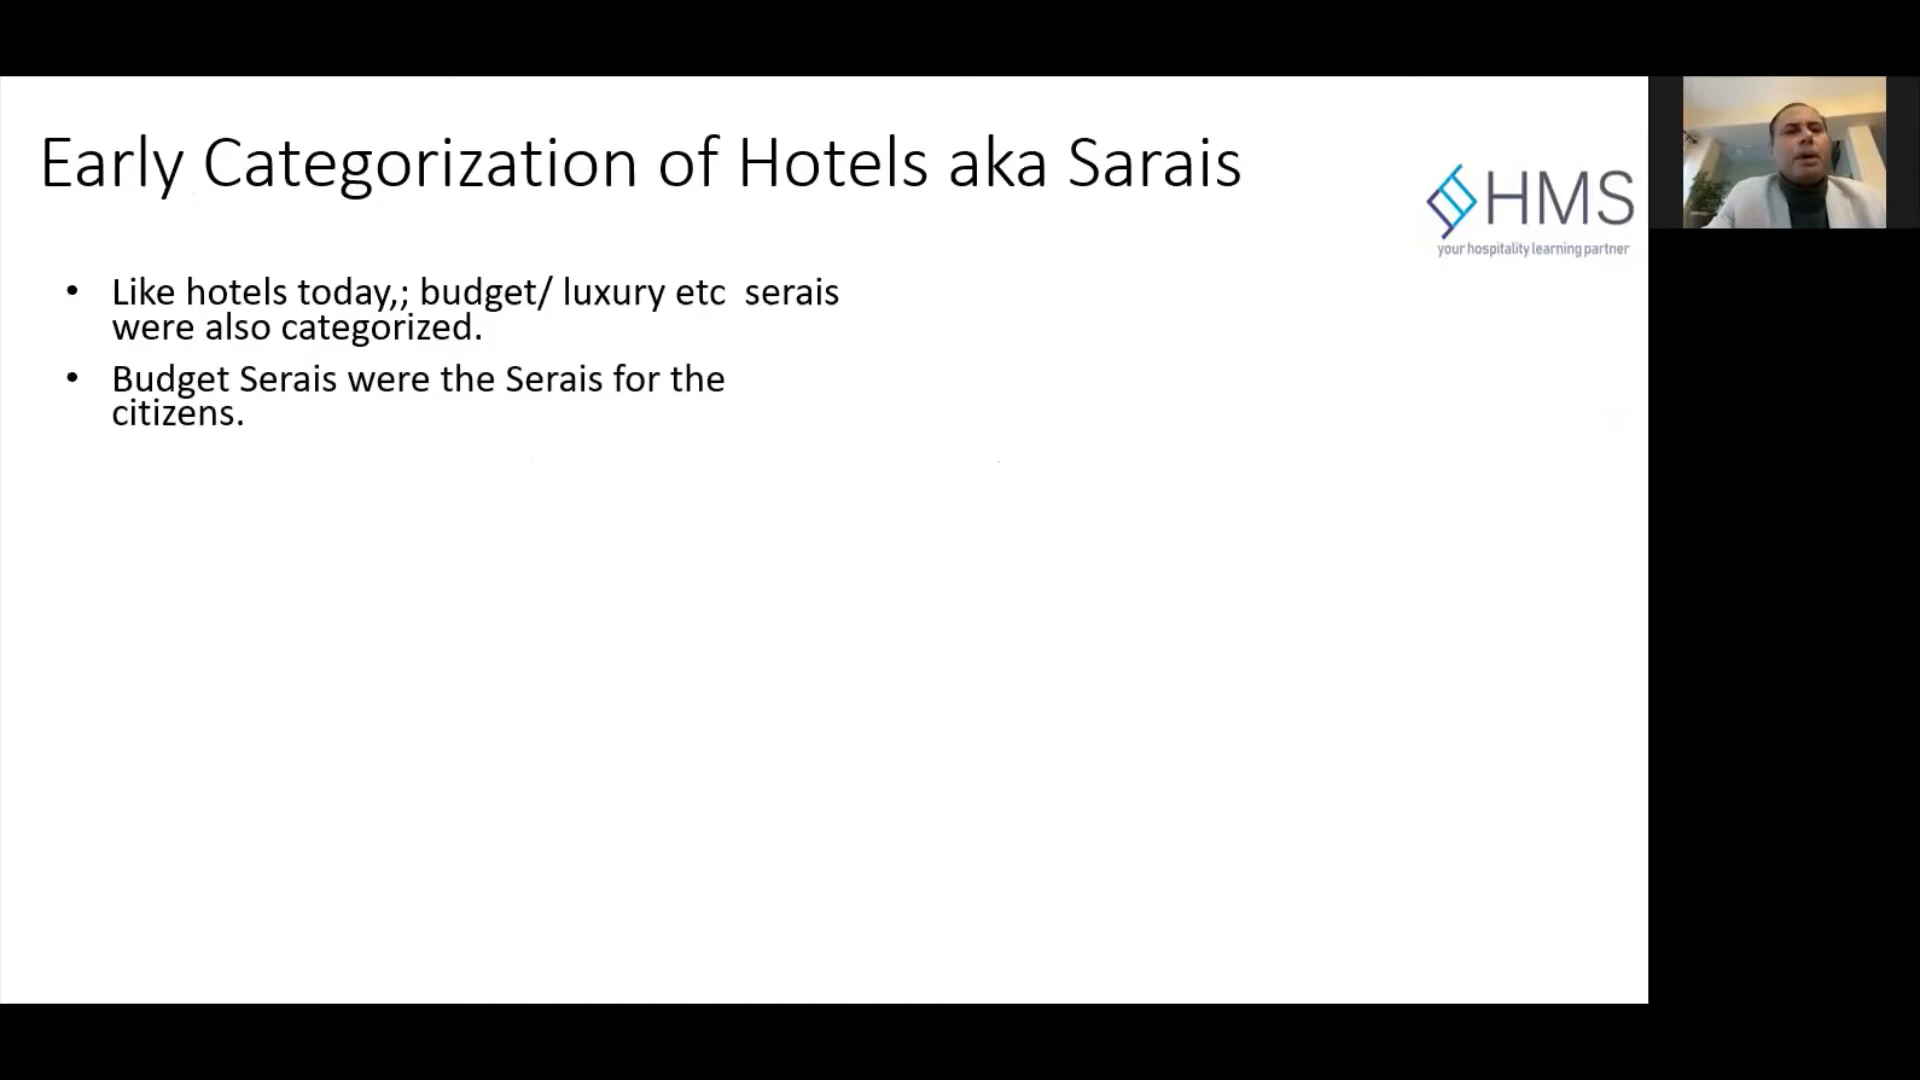 Early Categorization of Hotels aka Sarais
HMS
your hospitality learning partner
• Like hotels today,; budget/ luxury etc  serais
were also categorized.
• Budget Serais were the Serais for the
citizens.